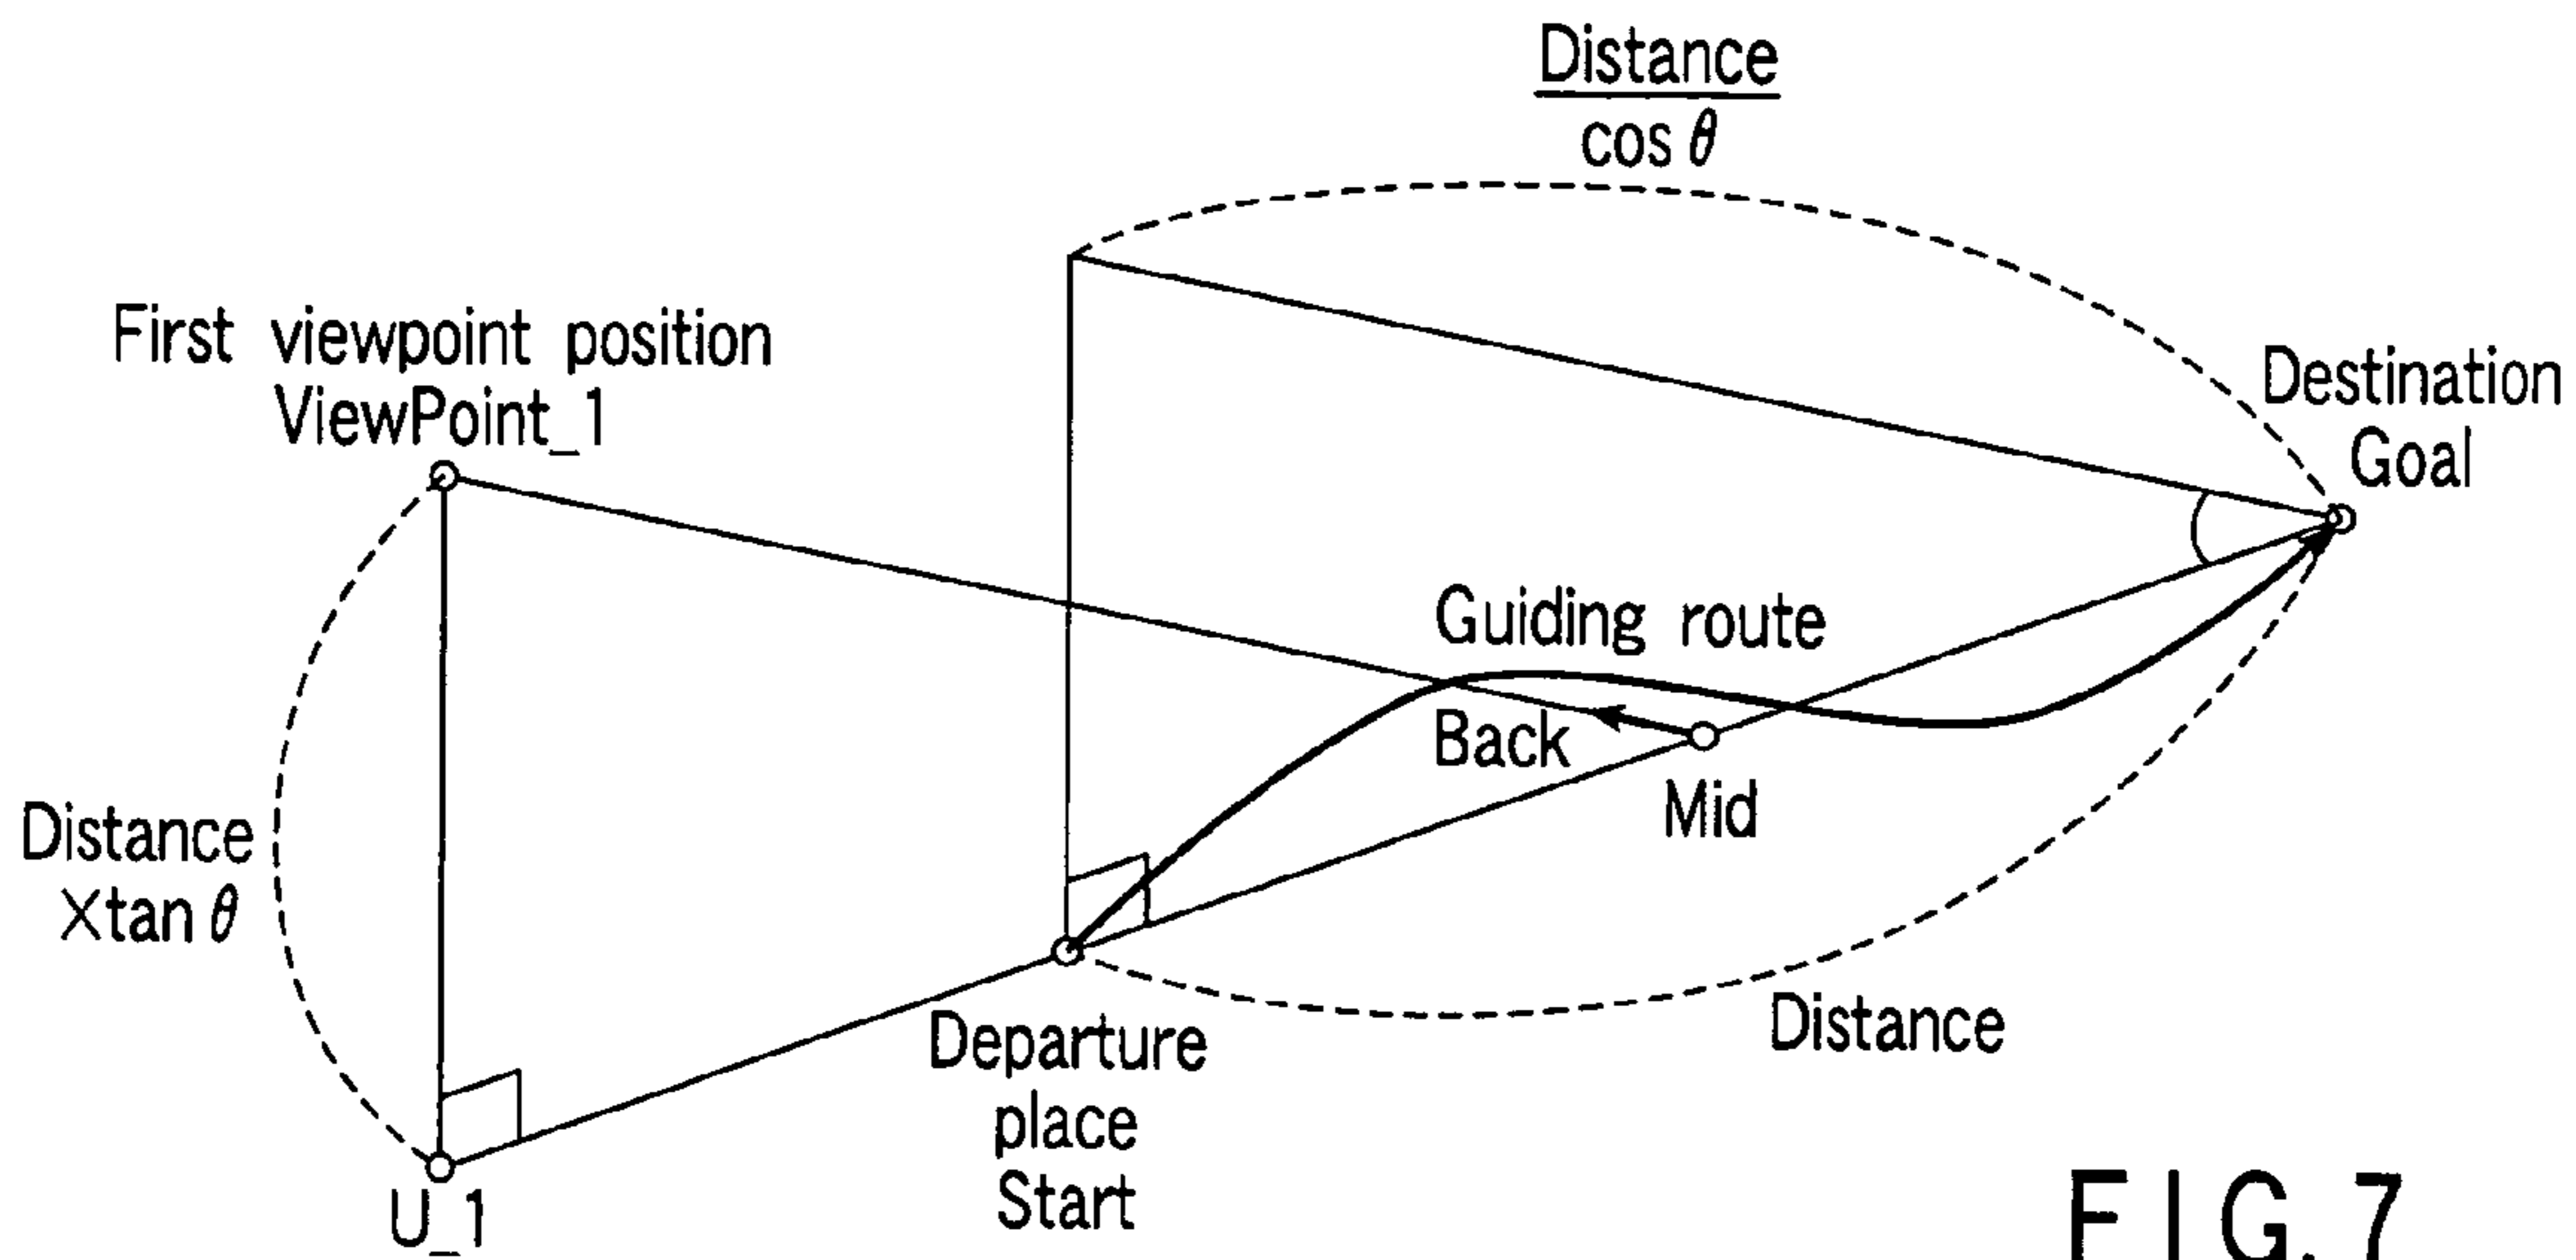 Distance
cos θ
First viewpoint position
ViewPoint_1
Destination
Goal
Guiding route
Back
Mid
Distance
×tan θ
Departure
place
Start
Distance
U_1
FIG. 7